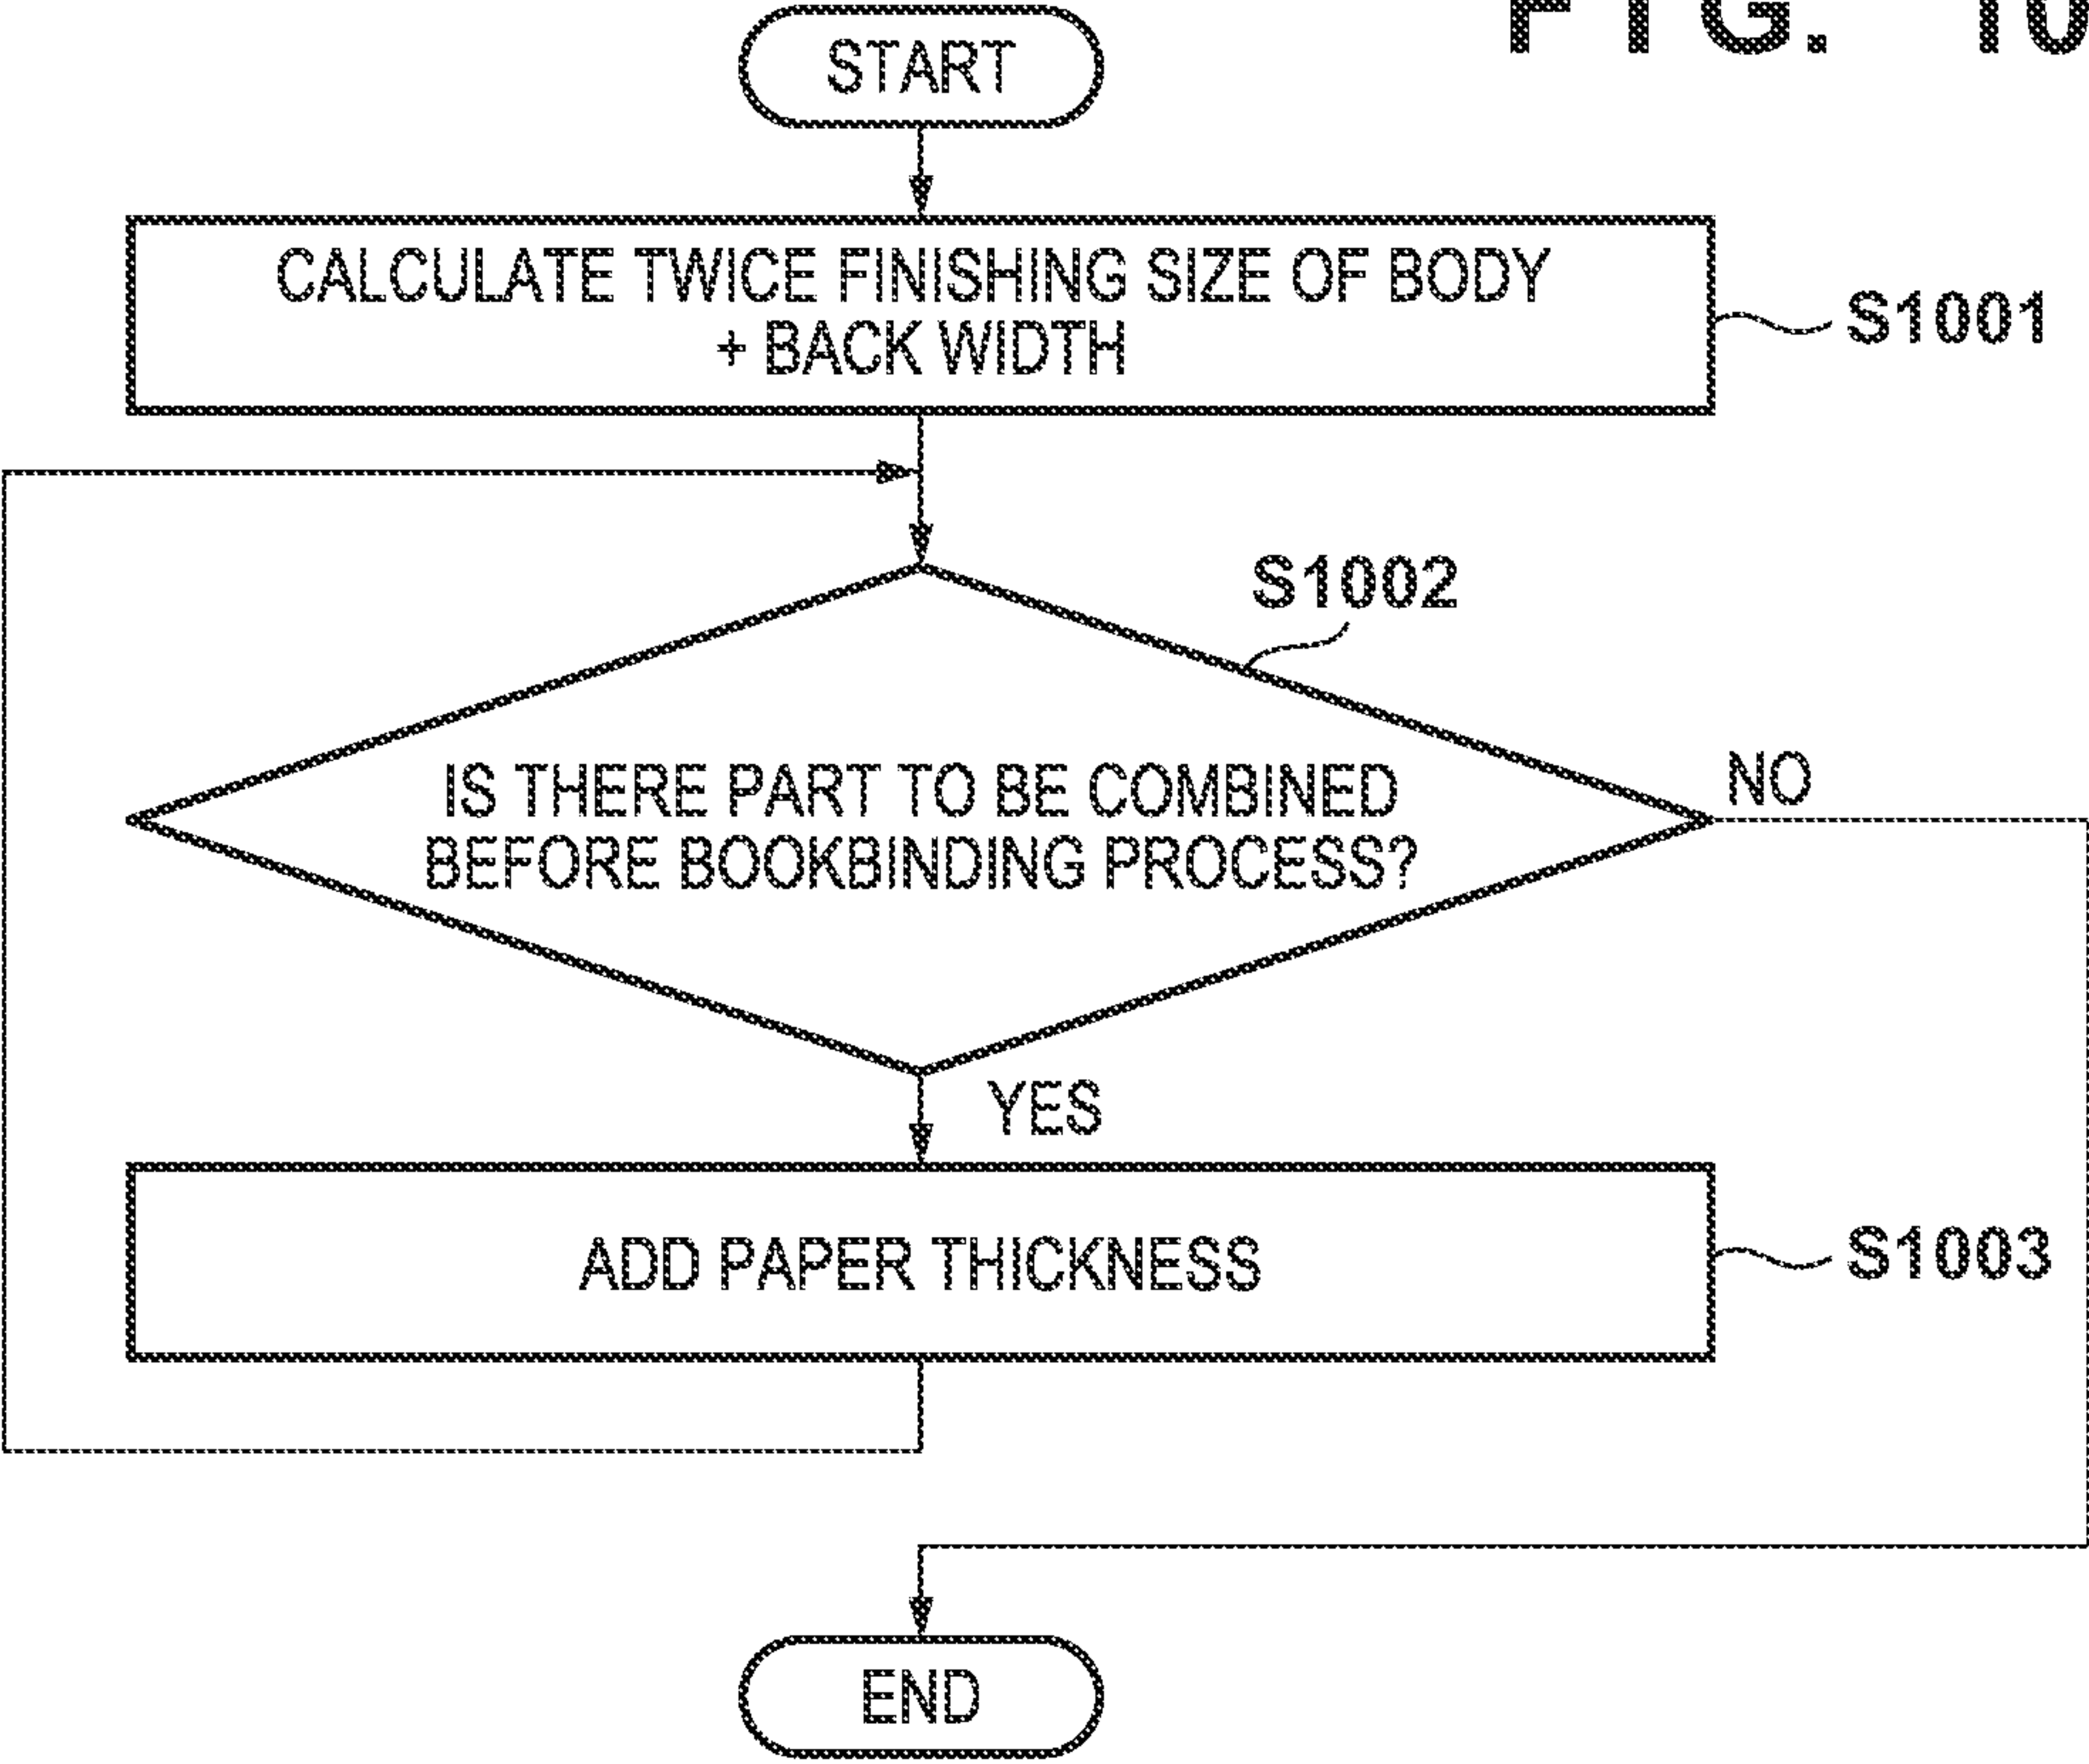 FIG. 10
START
CALCULATE TWICE FINISHING SIZE OF BODY
+ BACK WIDTH
S1001
S1002
IS THERE PART TO BE COMBINED
BEFORE BOOKBINDING PROCESS?
NO
YES
ADD PAPER THICKNESS
S1003
END